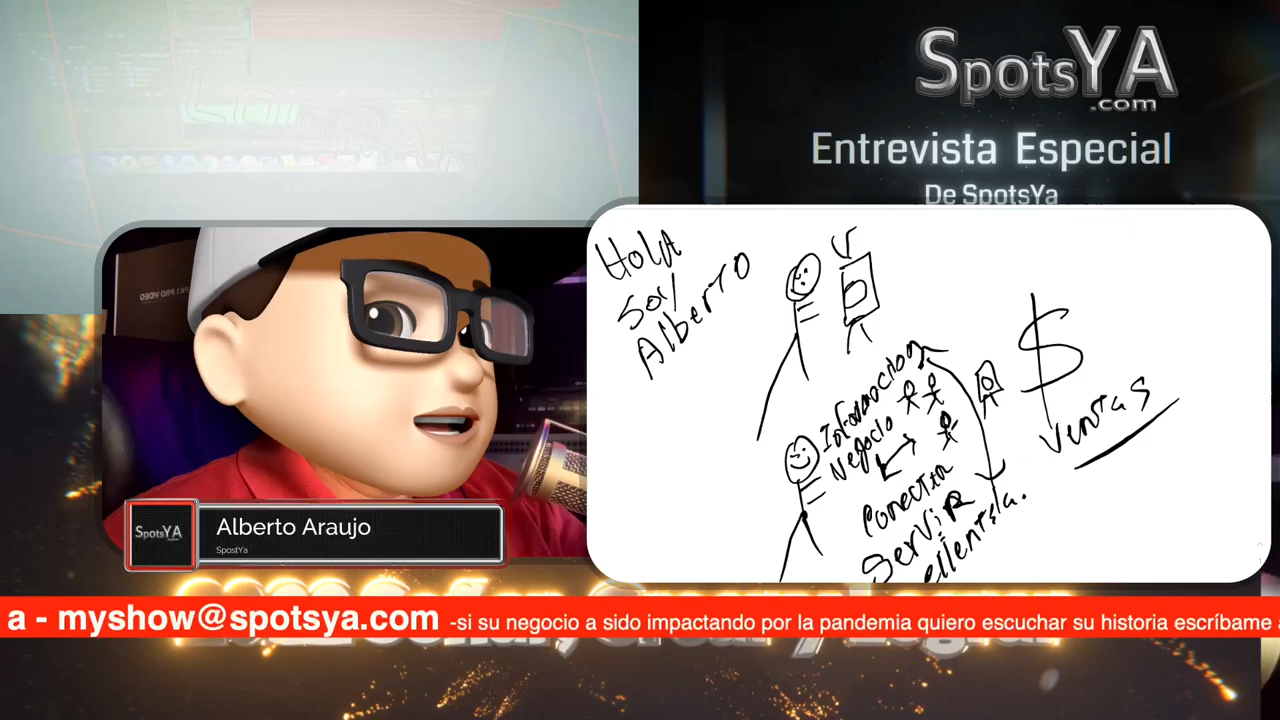 SpotsYA
.com
Entrevista Especial
De SpotsYa
Hola
Soy
Alberto
V
$
Ventas
Informacion
Negocio
Conectar
Servir
clientela.
SpotsYA
Alberto Araujo
SpostYa
a - myshow@spotsya.com -si su negocio a sido impactando por la pandemia quiero escuchar su historia escríbame a